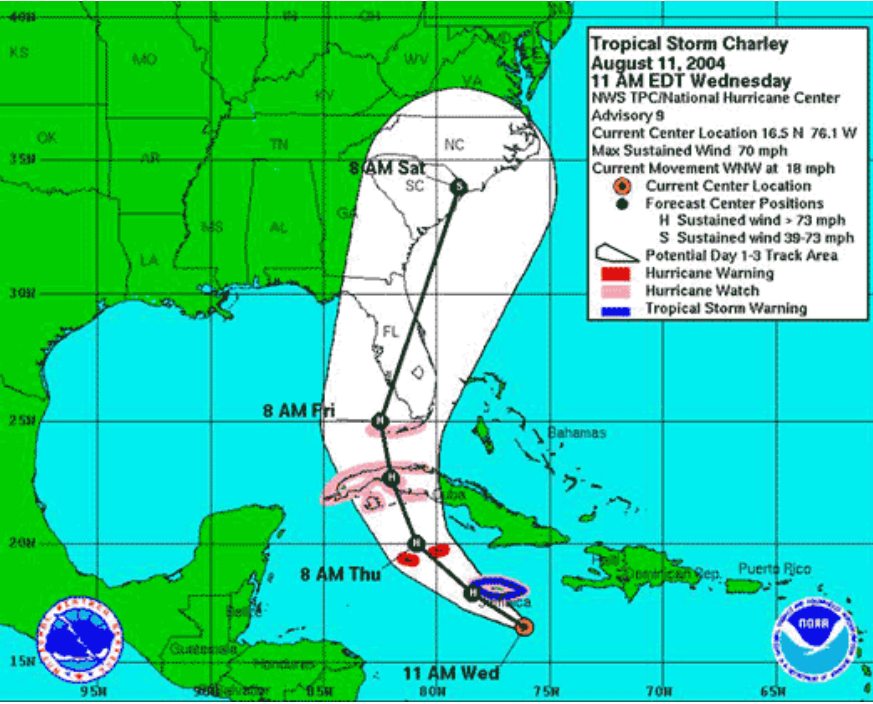 Tropical Storm Charley
August 11, 2004
11 AM EDT Wednesday
NWS TPC/National Hurricane Center
Advisory 9
Current Center Location 16.5 N 76.1 W
Max Sustained Wind 70 mph
Current Movement WNW at 18 mph
Current Center Location
Forecast Center Positions
H Sustained wind > 73 mph
S Sustained wind 39-73 mph
Potential Day 1-3 Track Area
Hurricane Warning
Hurricane Watch
Tropical Storm Warning
40N
IN
OH
MD
KS
MO
WV
VA
KY
OK
AR
TN
NC
35N
8 AM Sat
S
SC
MS
AL
GA
LA
30N
FL
8 AM Fri
H
25N
Bahamas
H
Cuba
20N
H
8 AM Thu
H
Jamaica
Haiti
Dominican Rep.
Puerto Rico
Belize
NOAA
Guatemala
15N
Honduras
11 AM Wed
95W
90W
85W
80W
75W
70W
65W